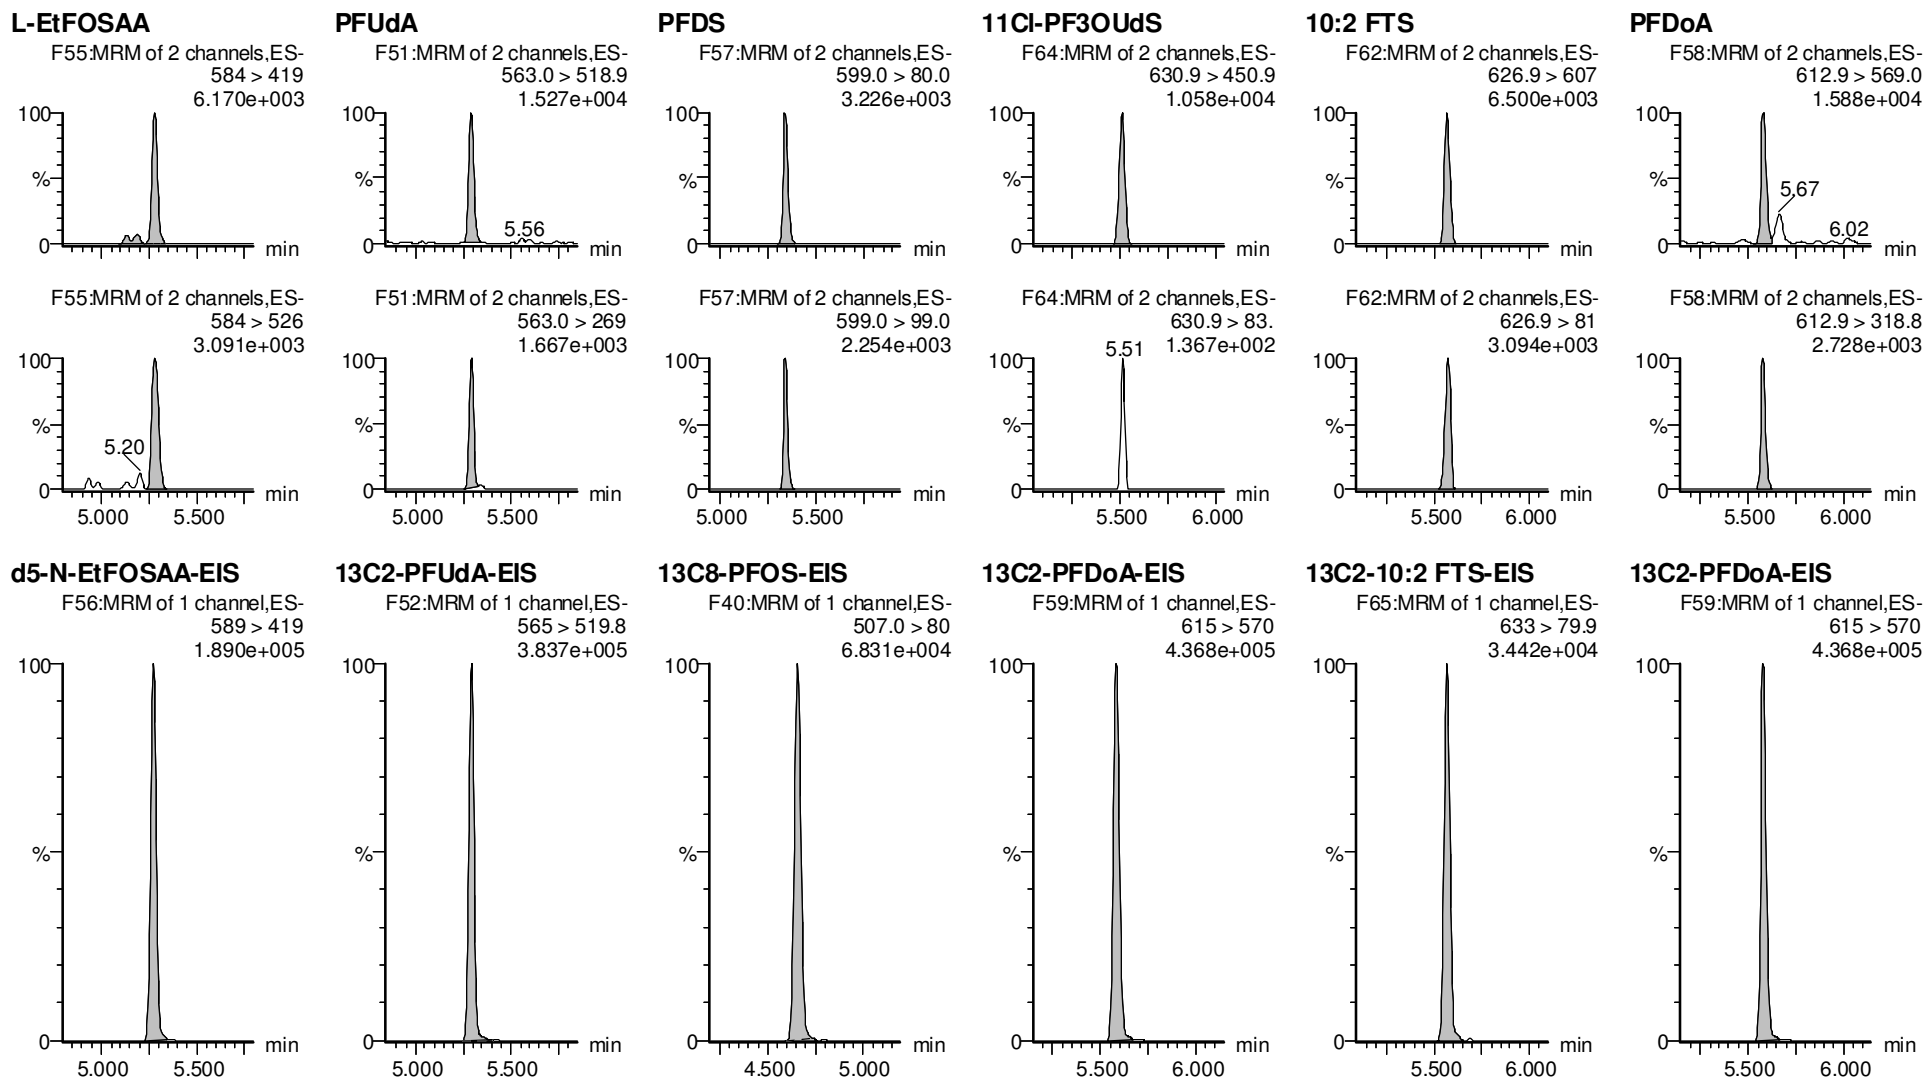 L-EtFOSAA
F55:MRM of 2 channels,ES-
584 > 419
6.170e+003
100
%
0
min
F55:MRM of 2 channels,ES-
584 > 526
3.091e+003
100
%
5.20
0
min
5.000 5.500
PFUdA
F51:MRM of 2 channels,ES-
563.0 > 518.9
1.527e+004
100
%
5.56
0
min
F51:MRM of 2 channels,ES-
563.0 > 269
1.667e+003
100
%
0
min
5.000 5.500
PFDS
F57:MRM of 2 channels,ES-
599.0 > 80.0
3.226e+003
100
%
0
min
F57:MRM of 2 channels,ES-
599.0 > 99.0
2.254e+003
100
%
0
min
5.000 5.500
11Cl-PF3OUdS
F64:MRM of 2 channels,ES-
630.9 > 450.9
1.058e+004
100
%
0
min
F64:MRM of 2 channels,ES-
630.9 > 83.
5.51 1.367e+002
100
%
0
min
5.500 6.000
10:2 FTS
F62:MRM of 2 channels,ES-
626.9 > 607
6.500e+003
100
%
0
min
F62:MRM of 2 channels,ES-
626.9 > 81
3.094e+003
100
%
0
min
5.500 6.000
PFDoA
F58:MRM of 2 channels,ES-
612.9 > 569.0
1.588e+004
100
%
5.67
6.02
0
min
F58:MRM of 2 channels,ES-
612.9 > 318.8
2.728e+003
100
%
0
min
5.500 6.000
d5-N-EtFOSAA-EIS
F56:MRM of 1 channel,ES-
589 > 419
1.890e+005
100
%
0
min
5.000 5.500
13C2-PFUdA-EIS
F52:MRM of 1 channel,ES-
565 > 519.8
3.837e+005
100
%
0
min
5.000 5.500
13C8-PFOS-EIS
F40:MRM of 1 channel,ES-
507.0 > 80
6.831e+004
100
%
0
min
4.500 5.000
13C2-PFDoA-EIS
F59:MRM of 1 channel,ES-
615 > 570
4.368e+005
100
%
0
min
5.500 6.000
13C2-10:2 FTS-EIS
F65:MRM of 1 channel,ES-
633 > 79.9
3.442e+004
100
%
0
min
5.500 6.000
13C2-PFDoA-EIS
F59:MRM of 1 channel,ES-
615 > 570
4.368e+005
100
%
0
min
5.500 6.000